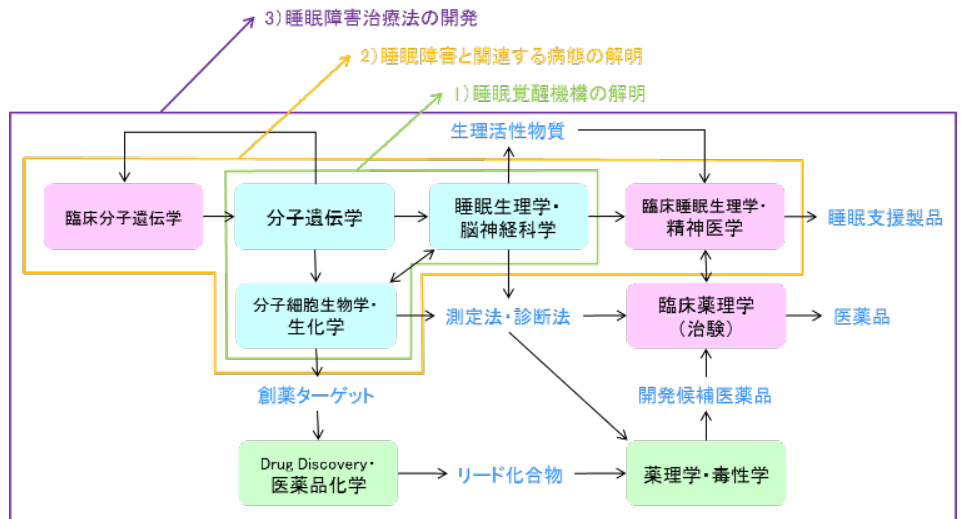 3)睡眠障害治療法の開発
2)睡眠障害と関連する病態の解明
1)睡眠覚醒機構の解明
生理活性物質
臨床分子遺伝学
分子遺伝学
睡眠生理学・
脳神経科学
臨床睡眠生理学・
精神医学
睡眠支援製品
分子細胞生物学・
生化学
測定法・診断法
臨床薬理学
(治験)
医薬品
創薬ターゲット
開発候補医薬品
Drug Discovery・
医薬品化学
リード化合物
薬理学・毒性学